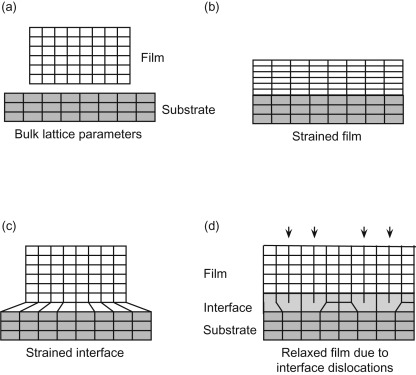 (a)
Film
Substrate
Bulk lattice parameters
(b)
Strained film
(c)
Strained interface
(d)
Film
Interface
Substrate
Relaxed film due to
interface dislocations